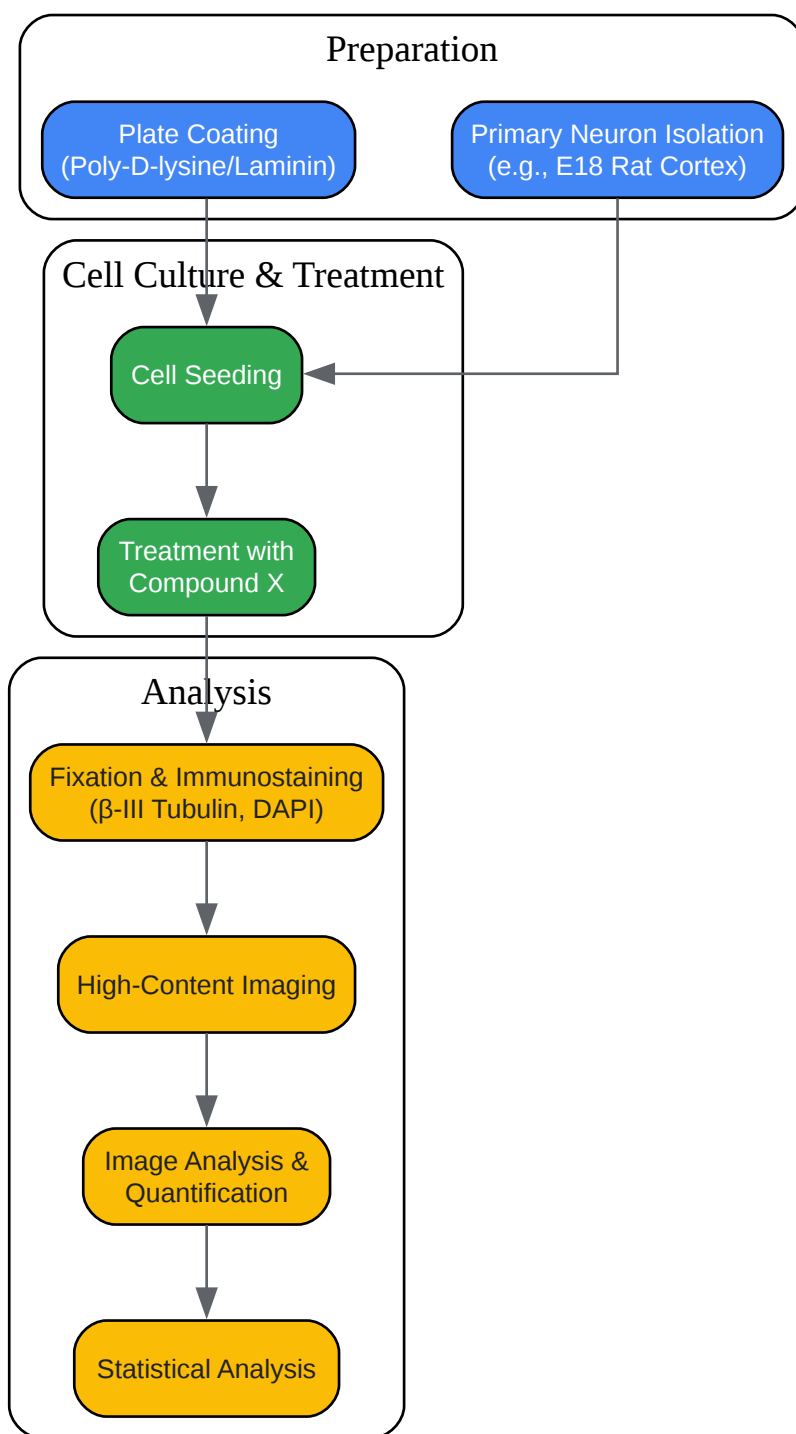 Preparation
Plate Coating
(Poly-D-lysine/Laminin)
Primary Neuron Isolation
(e.g., E18 Rat Cortex)
Cell Culture & Treatment
Cell Seeding
Treatment with
Compound X
Analysis
Fixation & Immunostaining
(β-III Tubulin, DAPI)
High-Content Imaging
Image Analysis &
Quantification
Statistical Analysis